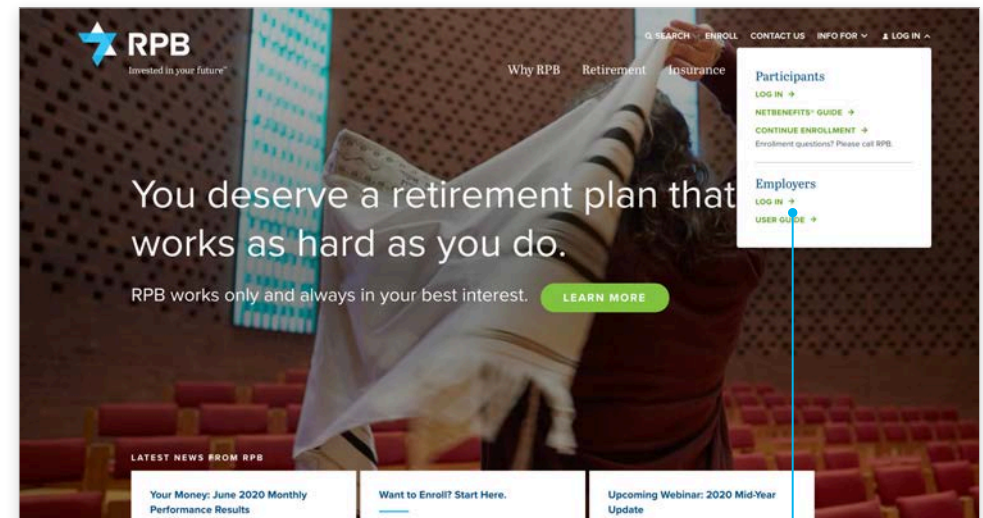 RPB
Invested in your future™
SEARCH ENROLL CONTACT US INFO FOR LOG IN
Why RPB Retirement Insurance
Participants
LOG IN →
NETBENEFITS® GUIDE →
CONTINUE ENROLLMENT →
Enrollment questions? Please call RPB.
Employers
LOG IN →
USER GUIDE →
You deserve a retirement plan that
works as hard as you do.
RPB works only and always in your best interest. LEARN MORE
LATEST NEWS FROM RPB
Your Money: June 2020 Monthly
Performance Results
Want to Enroll? Start Here.
Upcoming Webinar: 2020 Mid-Year
Update